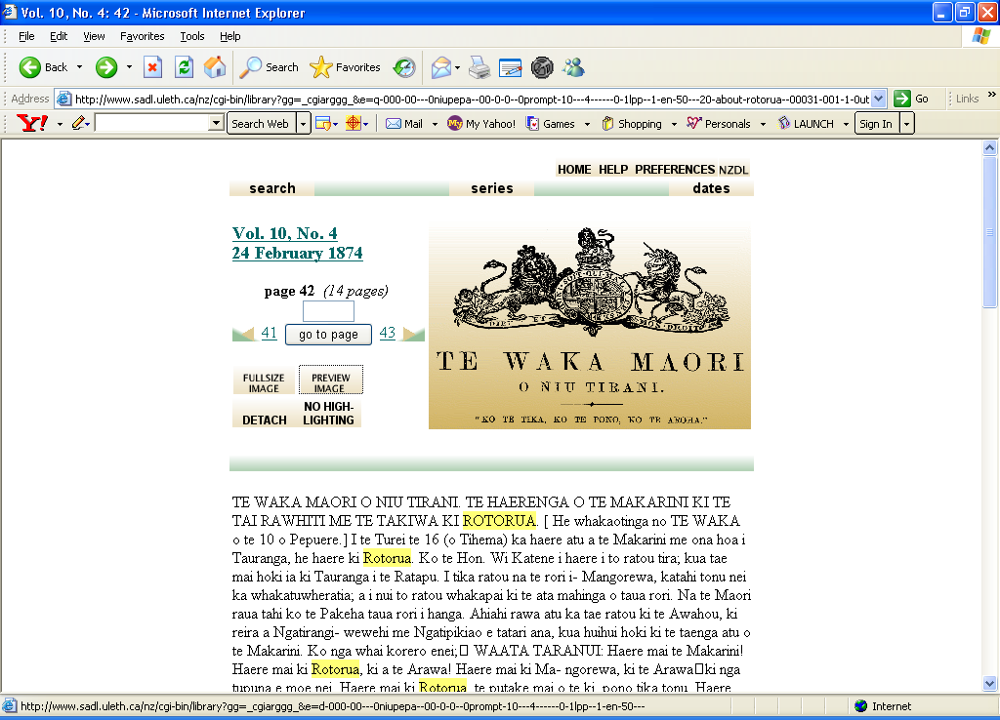 Vol. 10, No. 4: 42 - Microsoft Internet Explorer
File Edit View Favorites Tools Help
Back Search Favorites
Address http://www.sadl.uleth.ca/nz/cgi-bin/library?gg=_cgiarggg_&e=q-000-00---0niupepa--00-0-0--0prompt-10---4------0-1lpp--1-en-50---20-about-rotorua--00031-001-1-0ut Go Links »
Y! Search Web Mail My Yahoo! Games Shopping Personals LAUNCH Sign In
HOME HELP PREFERENCES NZDL
search series dates
Vol. 10, No. 4
24 February 1874
page 42 (14 pages)
41 go to page 43
FULLSIZE IMAGE
PREVIEW IMAGE
DETACH
NO HIGH-LIGHTING
TE WAKA MAORI
O NIU TIRANI.
"KO TE TIKA, KO TE PONO, KO TE AROHA."
TE WAKA MAORI O NIU TIRANI. TE HAERENGA O TE MAKARINI KI TE
TAI RAWHITI ME TE TAKIWA KI ROTORUA. [ He whakaotinga no TE WAKA
o te 10 o Pepuere.] I te Turei te 16 (o Tihema) ka haere atu a te Makarini me ona hoa i
Tauranga, he haere ki Rotorua. Ko te Hon. Wi Katene i haere i to ratou tira; kua tae
mai hoki ia ki Tauranga i te Ratapu. I tika ratou na te rori i- Mangorewa, katahi tonu nei
ka whakatuwheratia; a i nui to ratou whakapai ki te ata mahinga o taua rori. Na te Maori
raua tahi ko te Pakeha taua rori i hanga. Ahiahi rawa atu ka tae ratou ki te Awahou, ki
reira a Ngatirangi- wewehi me Ngatipikiao e tatari ana, kua huihui hoki ki te taenga atu o
te Makarini. Ko nga whai korero enei;▯ WAATA TARANUI: Haere mai te Makarini!
Haere mai ki Rotorua, ki a te Arawa! Haere mai ki Ma- ngorewa, ki te Arawa▯ki nga
tupuna e moe nei. Haere mai ki Rotorua, te putake mai o te ki, pono tika tonu. Haere
http://www.sadl.uleth.ca/nz/cgi-bin/library?gg=_cgiarggg_&e=d-000-00---0niupepa--00-0-0--0prompt-10---4------0-1lpp--1-en-50--- Internet